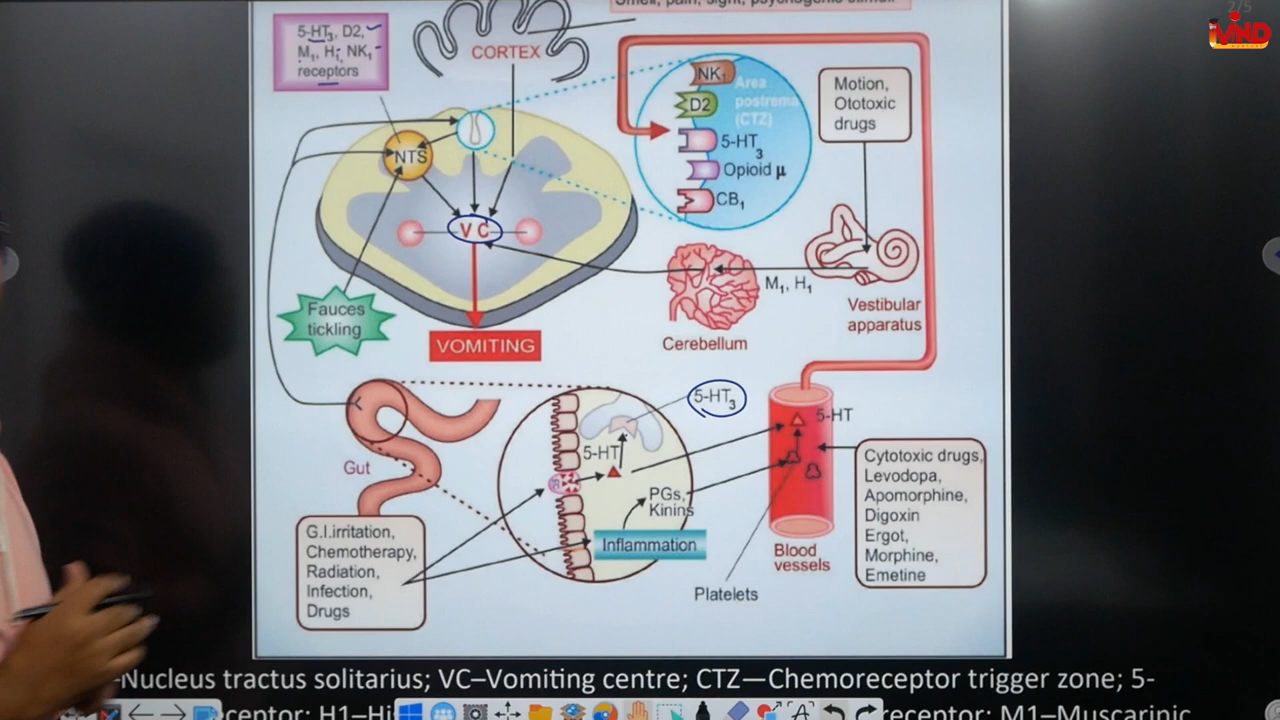 Smell, pain, sight, psychogenic stimuli
2/5
MIND
5-HT3, D2,
M1, H1, NK1
receptors
CORTEX
NK1
Area
postrema
(CTZ)
D2
5-HT3
Opioid μ
CB1
Motion,
Ototoxic
drugs
NTS
V C
M1, H1
Vestibular
apparatus
Fauces
tickling
VOMITING
Cerebellum
5-HT3
5-HT
Gut
5-HT
PGs,
Kinins
Inflammation
Cytotoxic drugs,
Levodopa,
Apomorphine,
Digoxin
Ergot,
Morphine,
Emetine
G.I.irritation,
Chemotherapy,
Radiation,
Infection,
Drugs
Blood
vessels
Platelets
-Nucleus tractus solitarius; VC–Vomiting centre; CTZ—Chemoreceptor trigger zone; 5-
ceptor; H1–Hi receptor; M1–Muscarinic